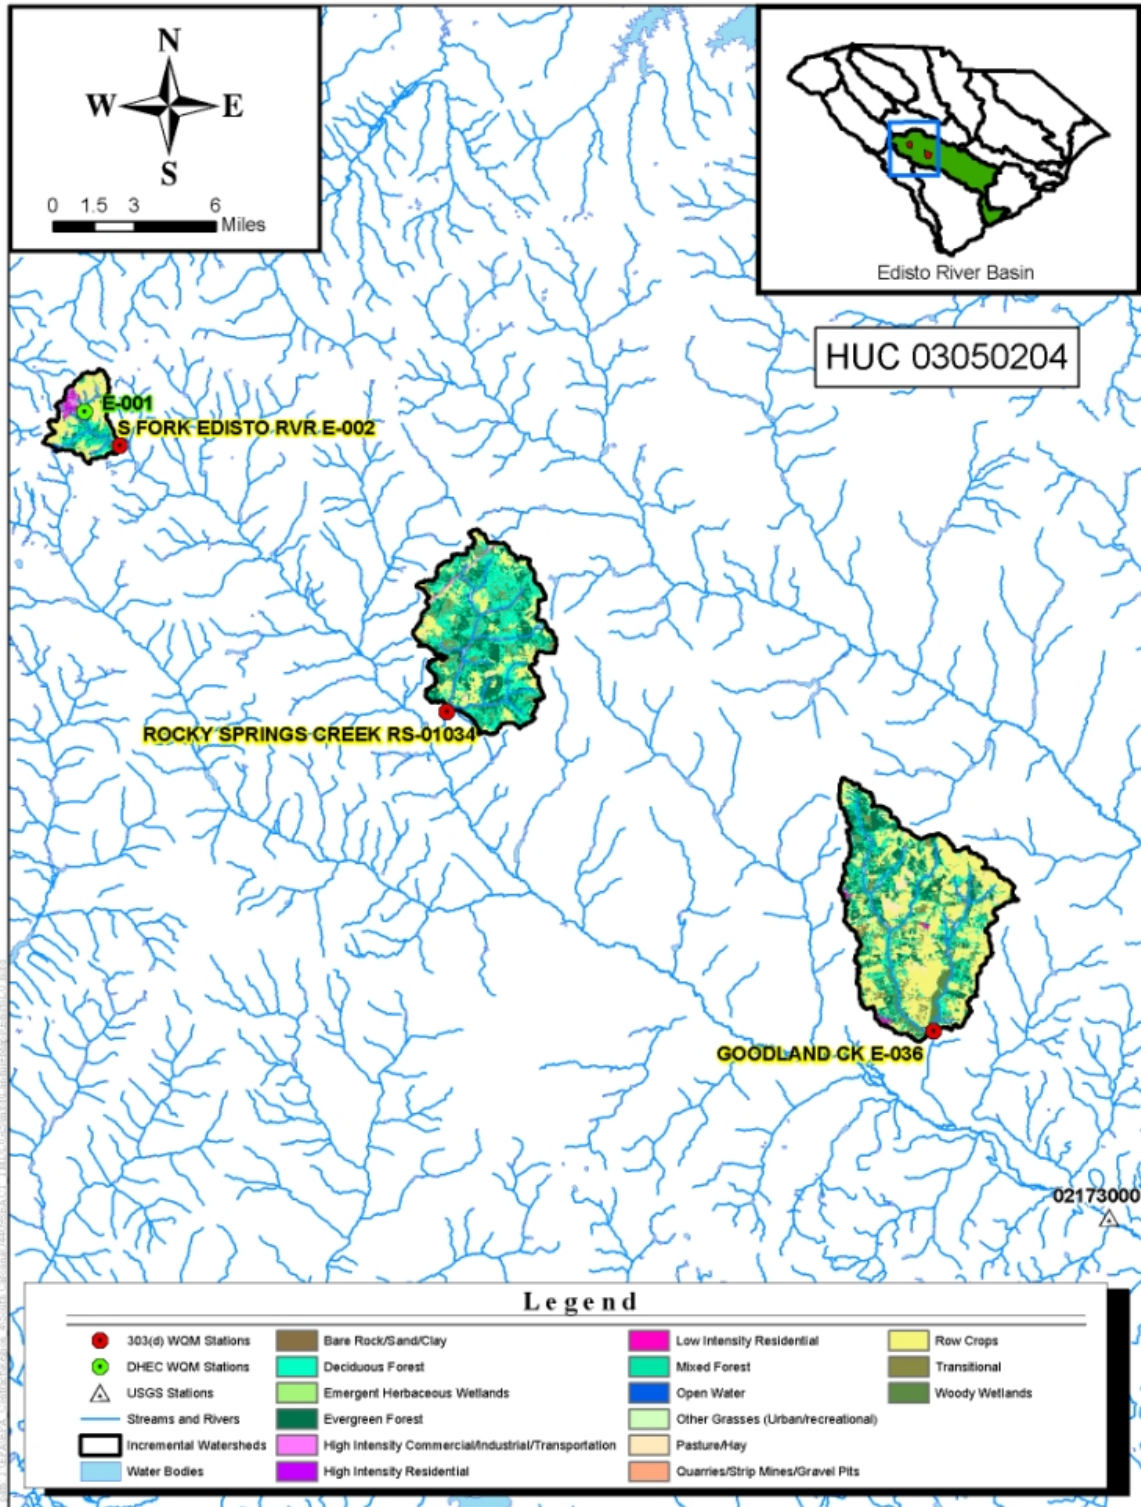 N
W E
S
0 1.5 3 6
Miles
Edisto River Basin
HUC 03050204
E-001
S FORK EDISTO RVR E-002
ROCKY SPRINGS CREEK RS-01034
GOODLAND CK E-036
02173000
Legend
303(d) WQM Stations
DHEC WQM Stations
USGS Stations
Streams and Rivers
Incremental Watersheds
Water Bodies
Bare Rock/Sand/Clay
Deciduous Forest
Emergent Herbaceous Wetlands
Evergreen Forest
High Intensity Commercial/Industrial/Transportation
High Intensity Residential
Low Intensity Residential
Mixed Forest
Open Water
Other Grasses (Urban/recreational)
Pasture/Hay
Quarries/Strip Mines/Gravel Pits
Row Crops
Transitional
Woody Wetlands